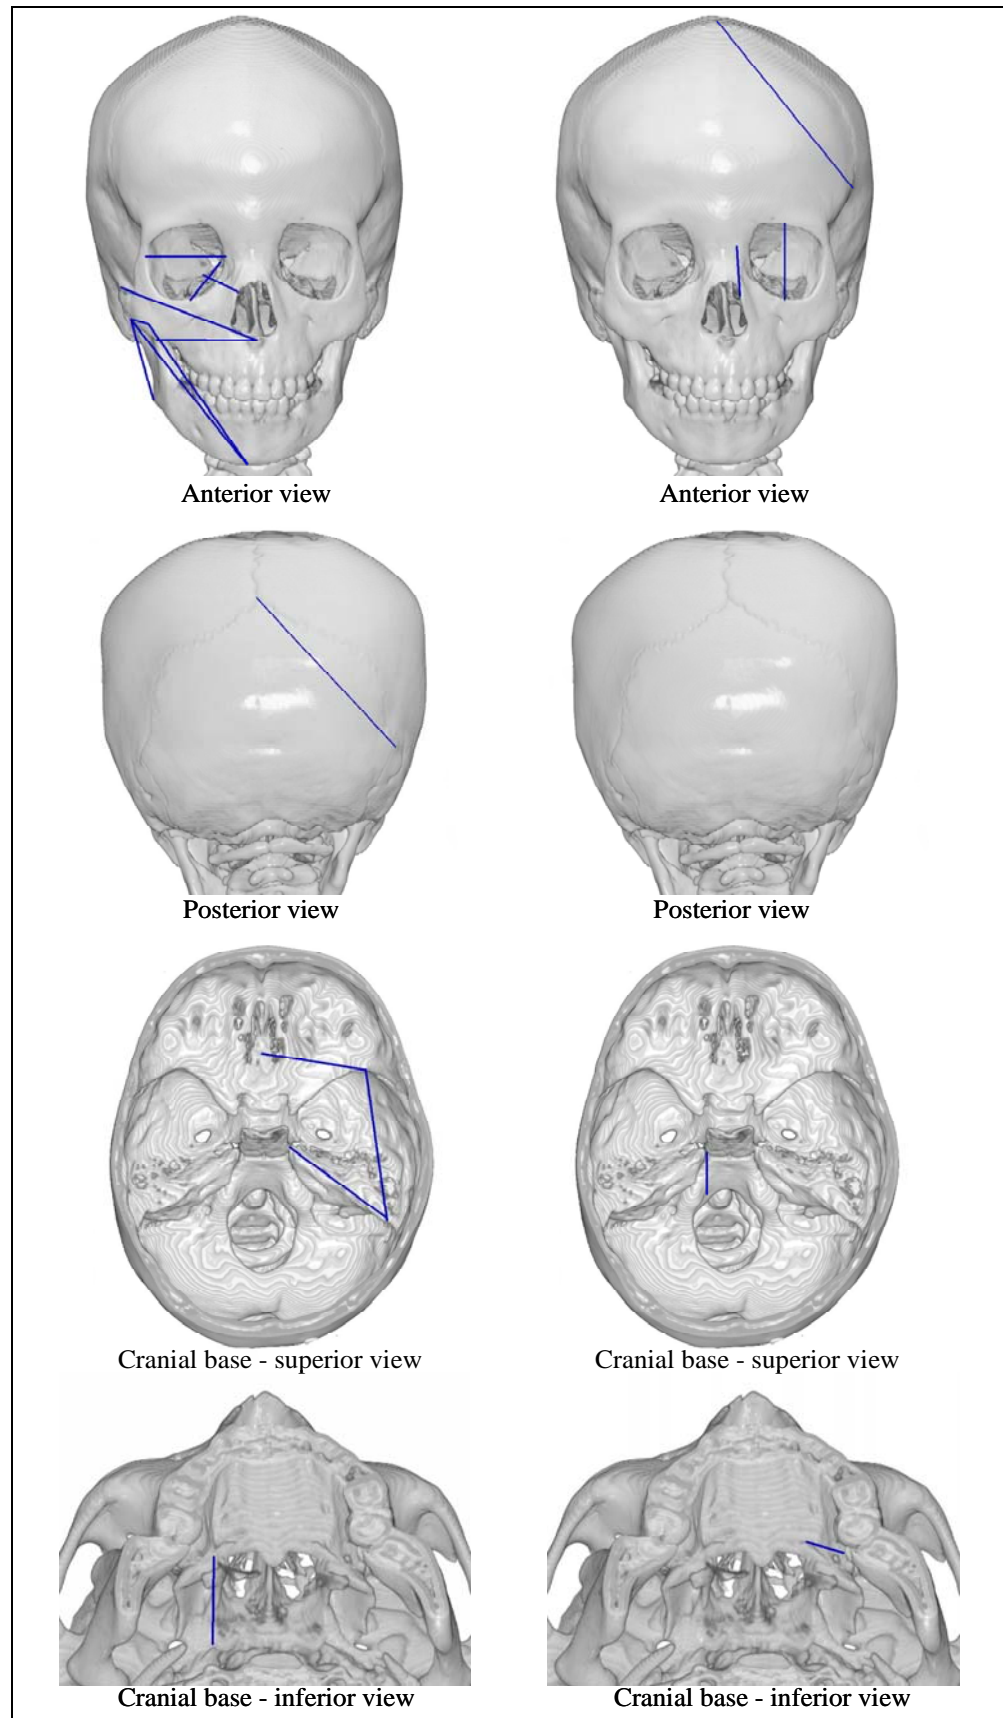 Anterior view
Anterior view
Posterior view
Posterior view
Cranial base - superior view
Cranial base - superior view
Cranial base - inferior view
Cranial base - inferior view